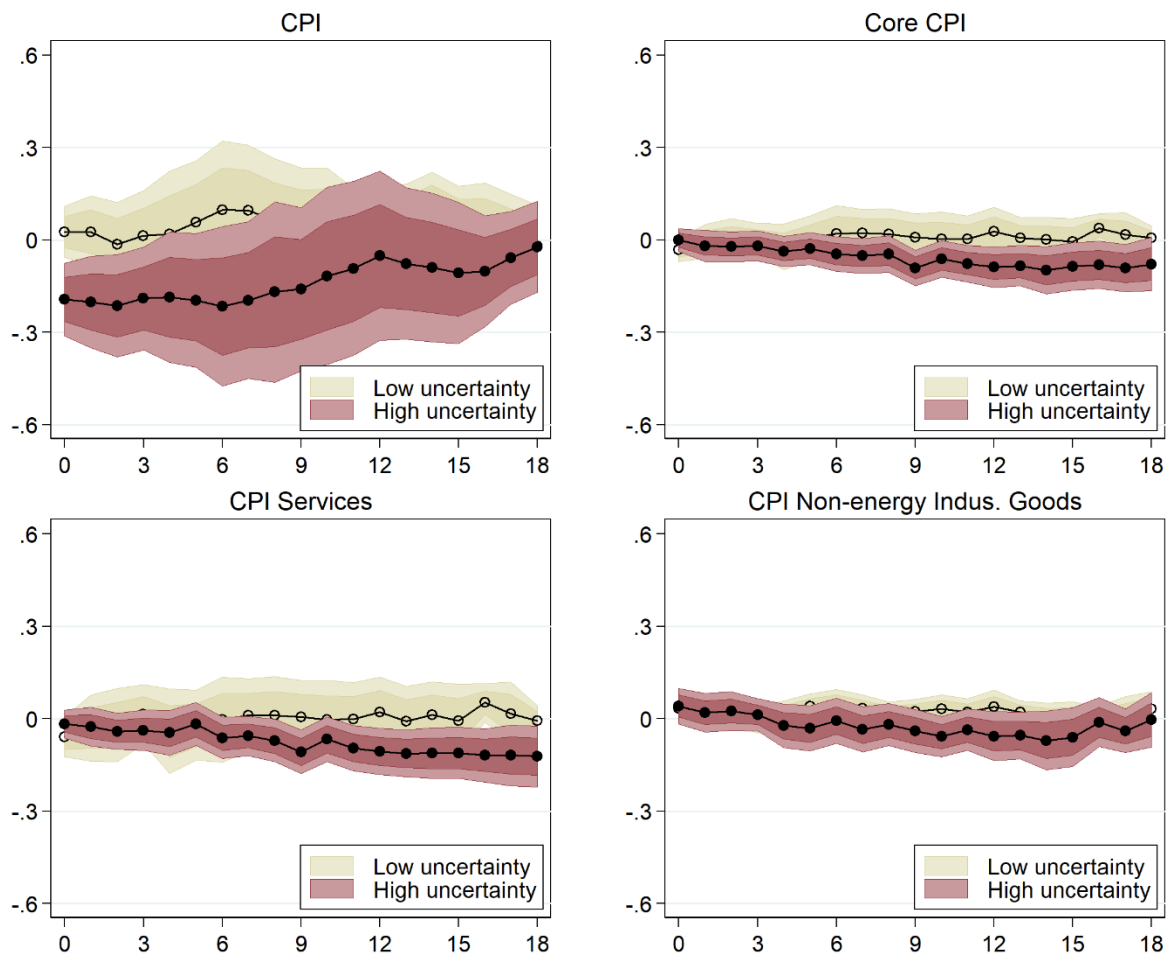 CPI
.6
.3
0
-.3
-.6
Low uncertainty
High uncertainty
0 3 6 9 12 15 18
Core CPI
.6
.3
0
-.3
-.6
Low uncertainty
High uncertainty
0 3 6 9 12 15 18
CPI Services
.6
.3
0
-.3
-.6
Low uncertainty
High uncertainty
0 3 6 9 12 15 18
CPI Non-energy Indus. Goods
.6
.3
0
-.3
-.6
Low uncertainty
High uncertainty
0 3 6 9 12 15 18